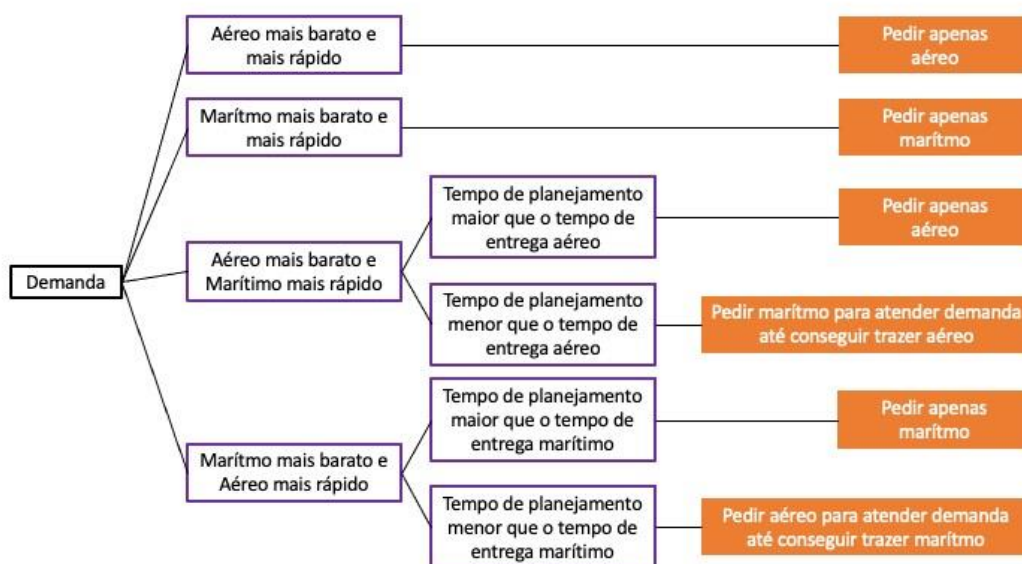 Aéreo mais barato e
mais rápido
Pedir apenas
aéreo
Marítmo mais barato e
mais rápido
Pedir apenas
marítmo
Demanda
Aéreo mais barato e
Marítimo mais rápido
Tempo de planejamento
maior que o tempo de
entrega aéreo
Pedir apenas
aéreo
Tempo de planejamento
menor que o tempo de
entrega aéreo
Pedir marítmo para atender demanda
até conseguir trazer aéreo
Marítmo mais barato e
Aéreo mais rápido
Tempo de planejamento
maior que o tempo de
entrega marítimo
Pedir apenas
marítmo
Tempo de planejamento
menor que o tempo de
entrega marítimo
Pedir aéreo para atender demanda
até conseguir trazer marítmo